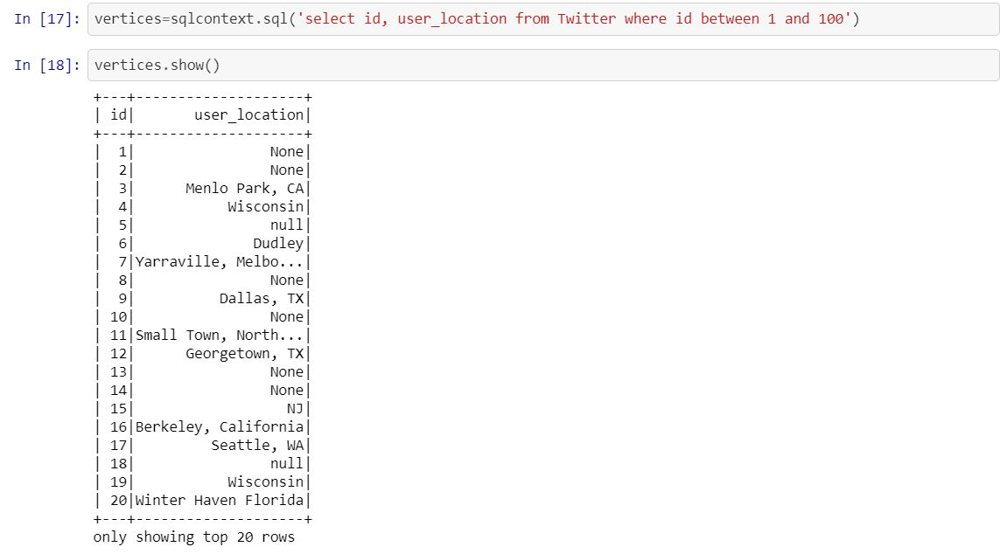 In [17]: vertices=sqlcontext.sql('select id, user_location from Twitter where id between 1 and 100')
In [18]: vertices.show()
+---+--------------------+
| id|       user_location|
+---+--------------------+
|  1|                None|
|  2|                None|
|  3|      Menlo Park, CA|
|  4|           Wisconsin|
|  5|                null|
|  6|              Dudley|
|  7|Yarraville, Melbo...|
|  8|                None|
|  9|          Dallas, TX|
| 10|                None|
| 11|Small Town, North...|
| 12|      Georgetown, TX|
| 13|                None|
| 14|                None|
| 15|                  NJ|
| 16|Berkeley, California|
| 17|         Seattle, WA|
| 18|                null|
| 19|           Wisconsin|
| 20|Winter Haven Florida|
+---+--------------------+
only showing top 20 rows